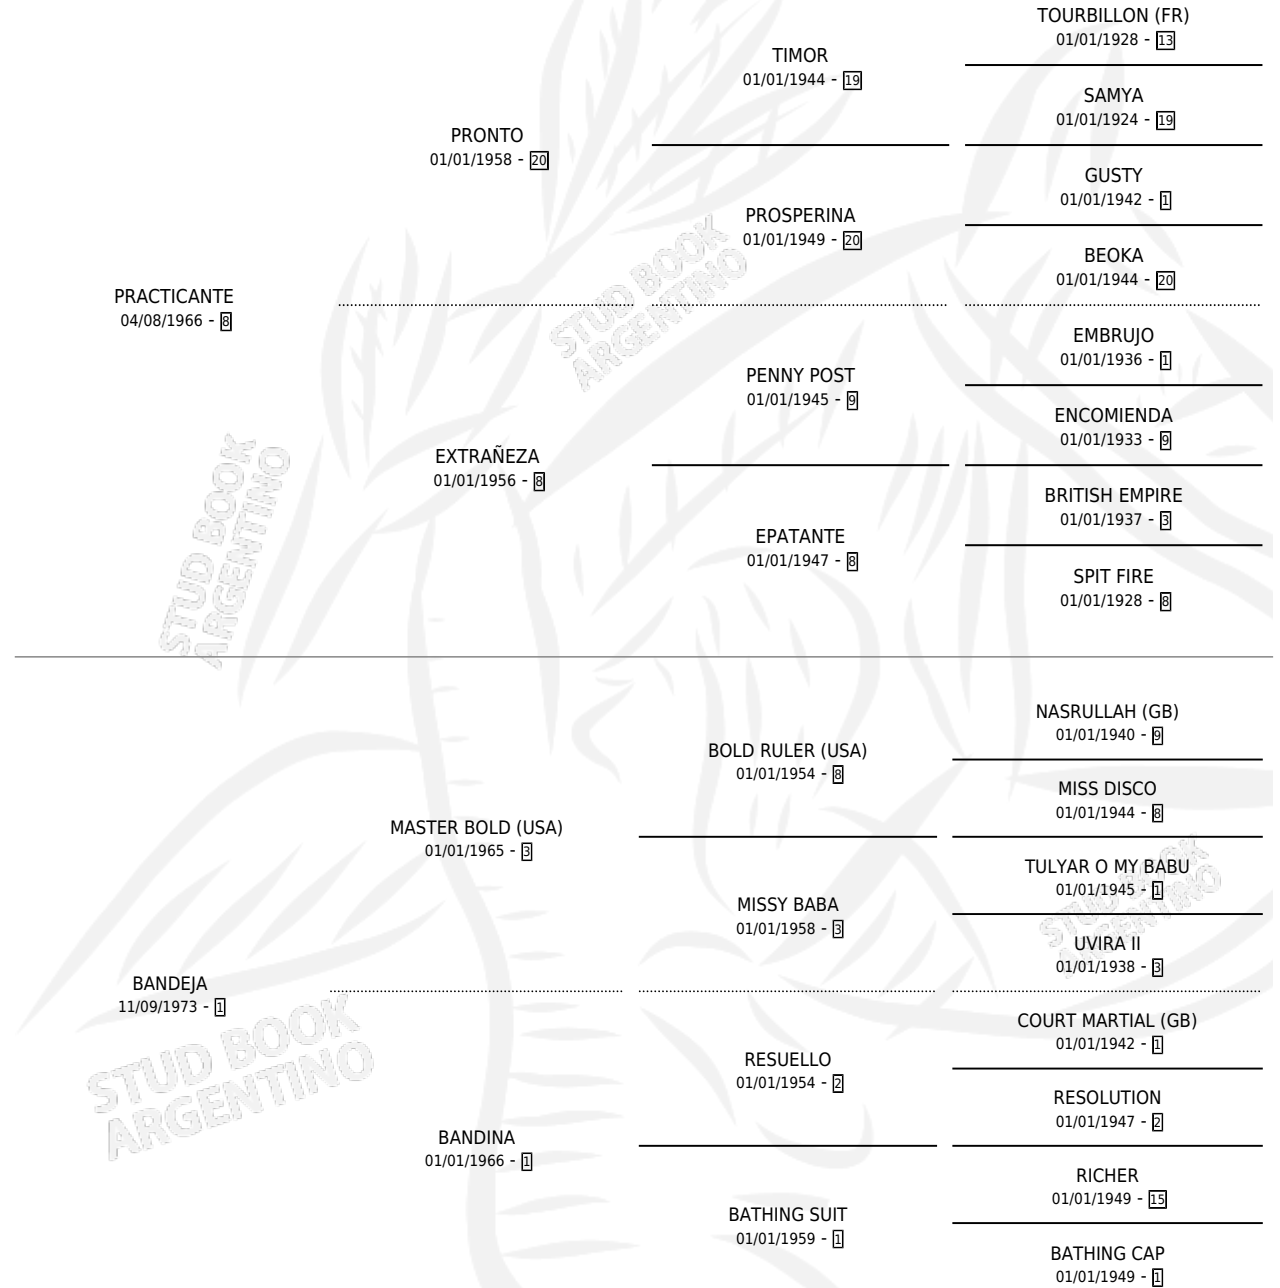 TOURBILLON (FR)
01/01/1928 - 13
TIMOR
01/01/1944 - 19
SAMYA
01/01/1924 - 19
PRONTO
01/01/1958 - 20
GUSTY
01/01/1942 - 1
PROSPERINA
01/01/1949 - 20
BEOKA
01/01/1944 - 20
PRACTICANTE
04/08/1966 - 8
EMBRUJO
01/01/1936 - 1
PENNY POST
01/01/1945 - 9
ENCOMIENDA
01/01/1933 - 9
EXTRAÑEZA
01/01/1956 - 8
BRITISH EMPIRE
01/01/1937 - 3
EPATANTE
01/01/1947 - 8
SPIT FIRE
01/01/1928 - 8
STUD BOOK
ARGENTINO
STUD BOOK
ARGENTINO
NASRULLAH (GB)
01/01/1940 - 9
BOLD RULER (USA)
01/01/1954 - 8
MISS DISCO
01/01/1944 - 8
MASTER BOLD (USA)
01/01/1965 - 3
TULYAR O MY BABU
01/01/1945 - 1
MISSY BABA
01/01/1958 - 3
UVIRA II
01/01/1938 - 3
BANDEJA
11/09/1973 - 1
COURT MARTIAL (GB)
01/01/1942 - 1
RESUELLO
01/01/1954 - 2
RESOLUTION
01/01/1947 - 2
BANDINA
01/01/1966 - 1
RICHER
01/01/1949 - 15
BATHING SUIT
01/01/1959 - 1
BATHING CAP
01/01/1949 - 1
STUD BOOK
ARGENTINO
STUD BOOK
ARGENTINO